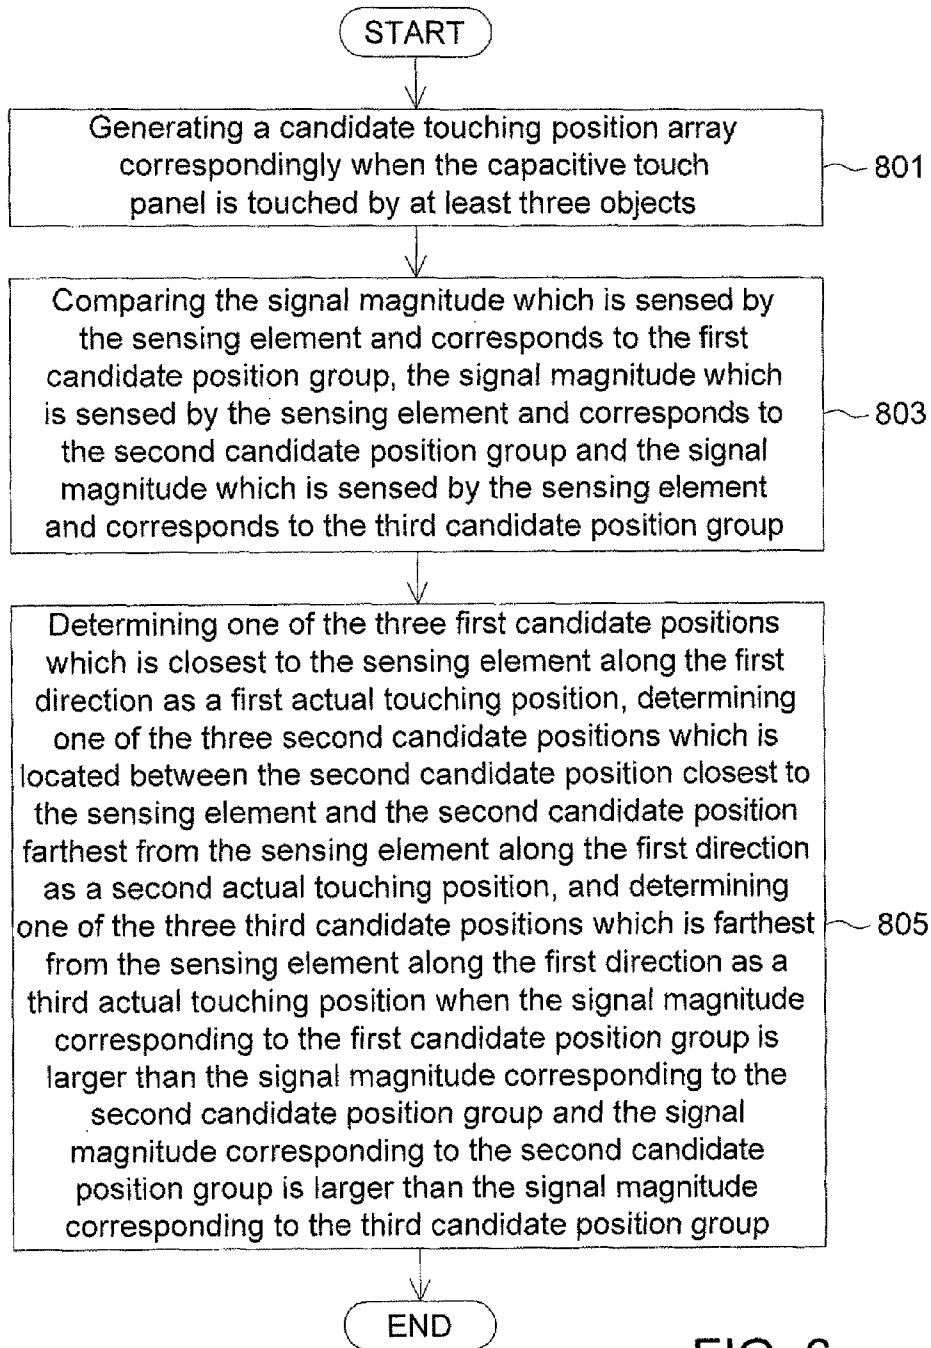 START
Generating a candidate touching position array
correspondingly when the capacitive touch
panel is touched by at least three objects
801
Comparing the signal magnitude which is sensed by
the sensing element and corresponds to the first
candidate position group, the signal magnitude which
is sensed by the sensing element and corresponds to
the second candidate position group and the signal
magnitude which is sensed by the sensing element
and corresponds to the third candidate position group
803
Determining one of the three first candidate positions
which is closest to the sensing element along the first
direction as a first actual touching position, determining
one of the three second candidate positions which is
located between the second candidate position closest to
the sensing element and the second candidate position
farthest from the sensing element along the first direction
as a second actual touching position, and determining
one of the three third candidate positions which is farthest
from the sensing element along the first direction as a
third actual touching position when the signal magnitude
corresponding to the first candidate position group is
larger than the signal magnitude corresponding to the
second candidate position group and the signal
magnitude corresponding to the second candidate
position group is larger than the signal magnitude
corresponding to the third candidate position group
805
END
FIG.